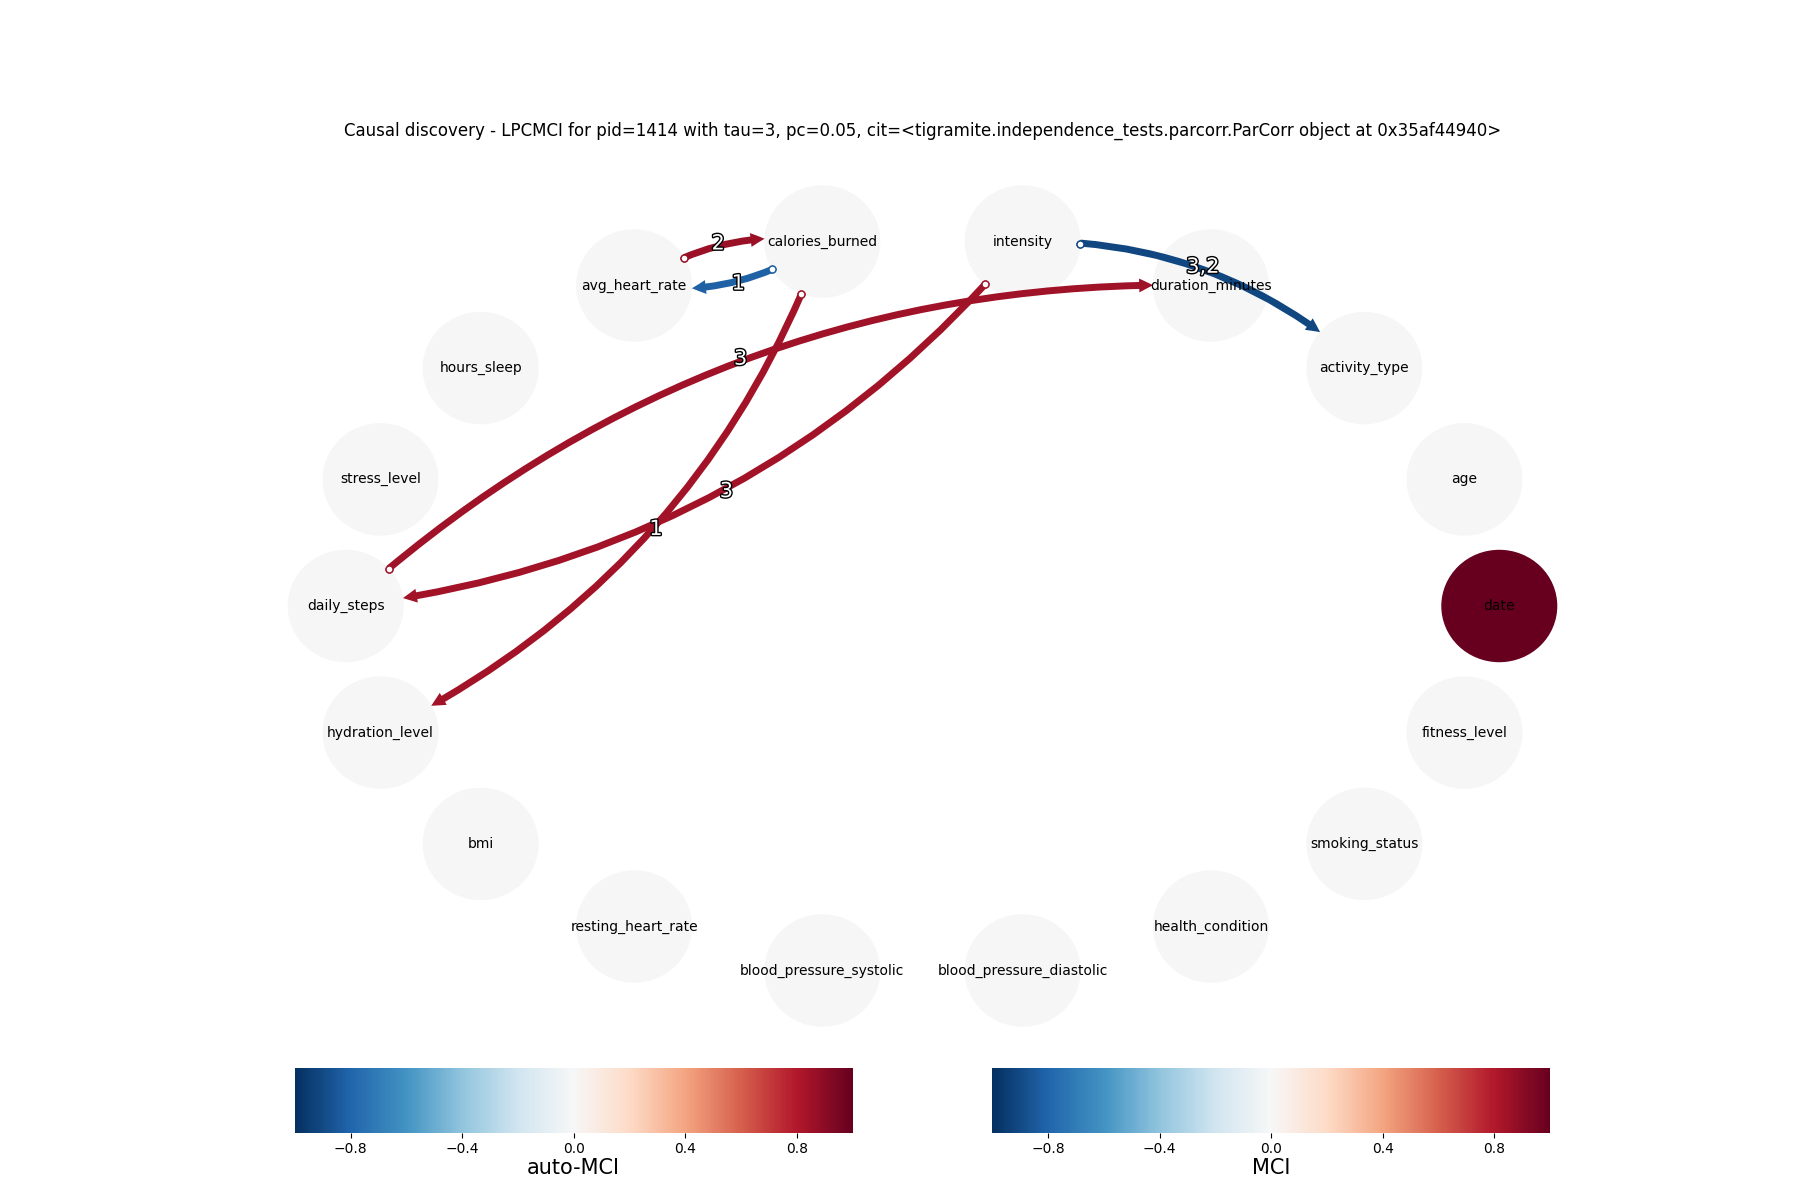 Causal discovery - LPCMCI for pid=1414 with tau=3, pc=0.05, cit=<tigramite.independence_tests.parcorr.ParCorr object at 0x35af44940>
calories_burned
intensity
2
avg_heart_rate
1
3,2
duration_minutes
3
hours_sleep
activity_type
stress_level
age
3
1
daily_steps
date
hydration_level
fitness_level
bmi
smoking_status
resting_heart_rate
health_condition
blood_pressure_systolic
blood_pressure_diastolic
−0.8 −0.4 0.0 0.4 0.8
auto-MCI
−0.8 −0.4 0.0 0.4 0.8
MCI